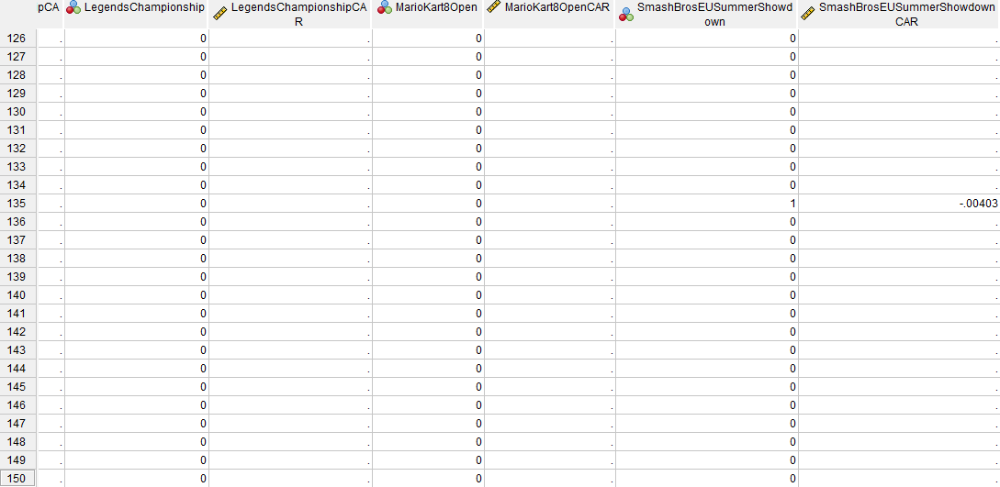 pCA LegendsChampionship LegendsChampionshipCA MarioKart8Open MarioKart8OpenCAR SmashBrosEUSummerShowd SmashBrosEUSummerShowdown
R own CAR
126 . 0 . 0 . 0 .
127 . 0 . 0 . 0 .
128 . 0 . 0 . 0 .
129 . 0 . 0 . 0 .
130 . 0 . 0 . 0 .
131 . 0 . 0 . 0 .
132 . 0 . 0 . 0 .
133 . 0 . 0 . 0 .
134 . 0 . 0 . 0 .
135 . 0 . 0 . 1 -.00403
136 . 0 . 0 . 0 .
137 . 0 . 0 . 0 .
138 . 0 . 0 . 0 .
139 . 0 . 0 . 0 .
140 . 0 . 0 . 0 .
141 . 0 . 0 . 0 .
142 . 0 . 0 . 0 .
143 . 0 . 0 . 0 .
144 . 0 . 0 . 0 .
145 . 0 . 0 . 0 .
146 . 0 . 0 . 0 .
147 . 0 . 0 . 0 .
148 . 0 . 0 . 0 .
149 . 0 . 0 . 0 .
150 . 0 . 0 . 0 .